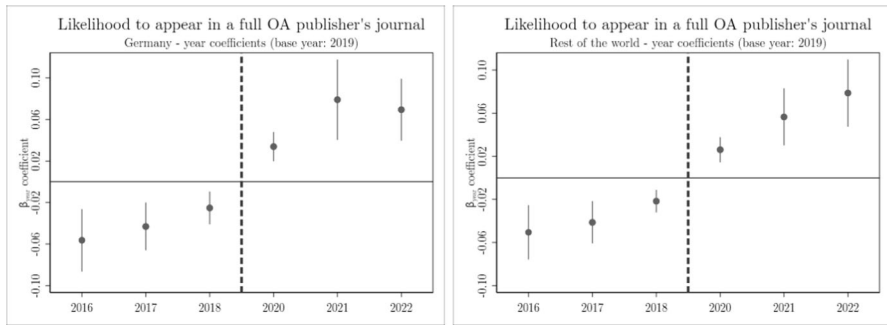 Likelihood to appear in a full OA publisher's journal
Germany - year coefficients (base year: 2019)
βyear coefficient
0.10
0.06
0.02
-0.02
-0.06
-0.10
2016 2017 2018 2020 2021 2022
Likelihood to appear in a full OA publisher's journal
Rest of the world - year coefficients (base year: 2019)
βyear coefficient
0.10
0.06
0.02
-0.02
-0.06
-0.10
2016 2017 2018 2020 2021 2022